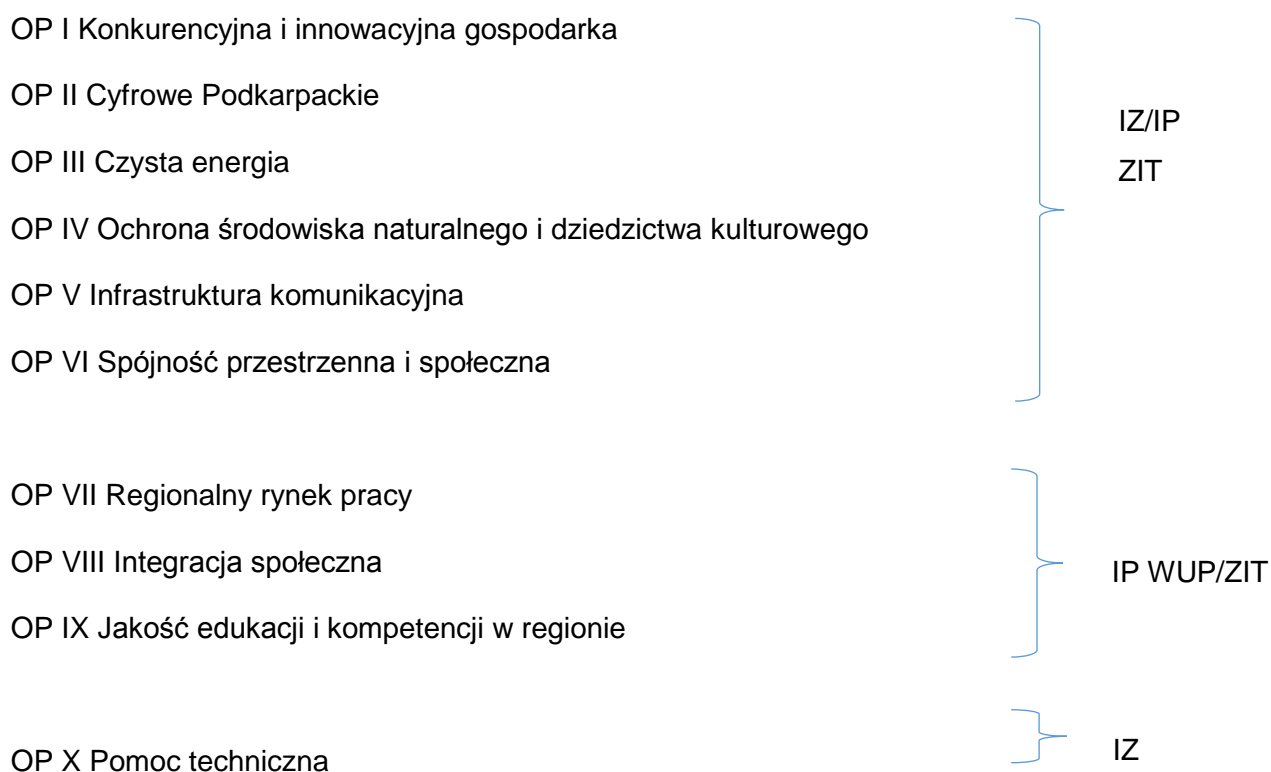 OP I Konkurencyjna i innowacyjna gospodarka
OP II Cyfrowe Podkarpackie
OP III Czysta energia
OP IV Ochrona środowiska naturalnego i dziedzictwa kulturowego
OP V Infrastruktura komunikacyjna
OP VI Spójność przestrzenna i społeczna
IZ/IP
ZIT
OP VII Regionalny rynek pracy
OP VIII Integracja społeczna
OP IX Jakość edukacji i kompetencji w regionie
IP WUP/ZIT
OP X Pomoc techniczna
IZ